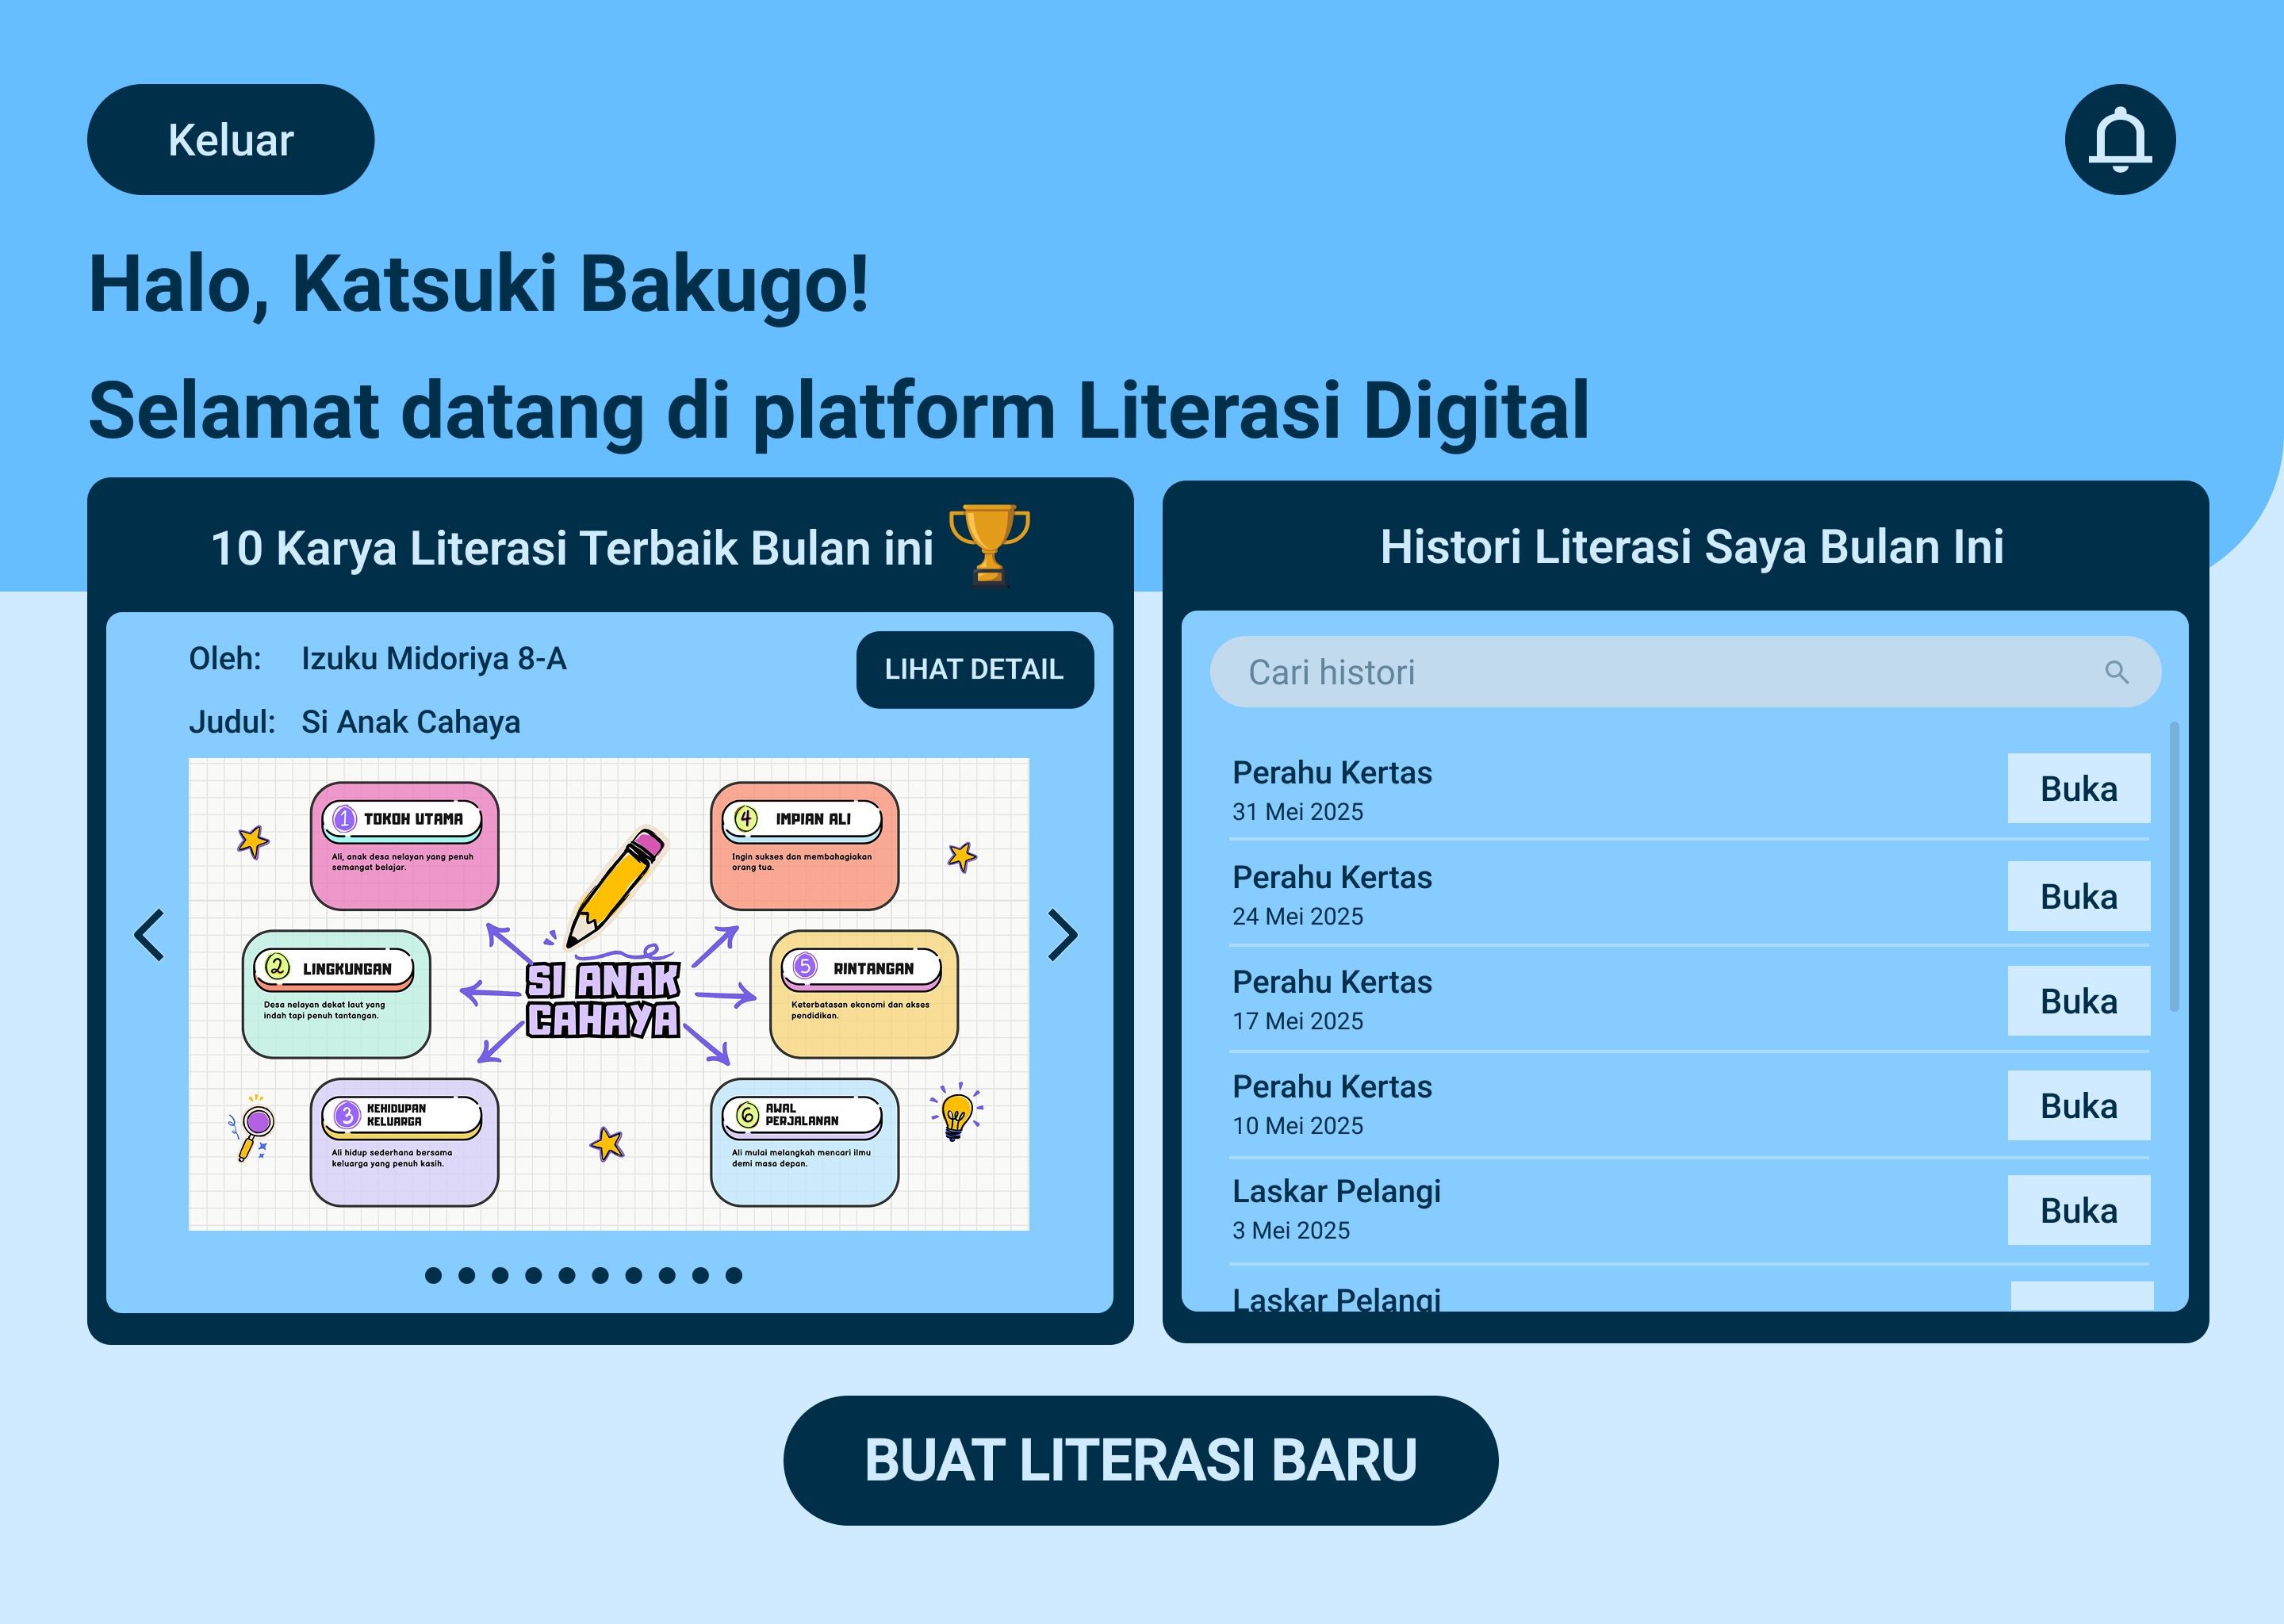 Keluar
Halo, Katsuki Bakugo!
Selamat datang di platform Literasi Digital
10 Karya Literasi Terbaik Bulan ini
Oleh: Izuku Midoriya 8-A
LIHAT DETAIL
Judul: Si Anak Cahaya
1 TOKOH UTAMA
Ali, anak desa nelayan yang penuh
semangat belajar.
2 LINGKUNGAN
Desa nelayan dekat laut yang
indah tapi penuh tantangan.
3 KEHIDUPAN
KELUARGA
Ali hidup sederhana bersama
keluarga yang penuh kasih.
SI ANAK
CAHAYA
4 IMPIAN ALI
Ingin sukses dan membahagiakan
orang tua.
5 RINTANGAN
Keterbatasan ekonomi dan akses
pendidikan.
6 AWAL
PERJALANAN
Ali mulai melangkah mencari ilmu
demi masa depan.
Histori Literasi Saya Bulan Ini
Cari histori
Perahu Kertas
31 Mei 2025
Buka
Perahu Kertas
24 Mei 2025
Buka
Perahu Kertas
17 Mei 2025
Buka
Perahu Kertas
10 Mei 2025
Buka
Laskar Pelangi
3 Mei 2025
Buka
Laskar Pelangi
BUAT LITERASI BARU